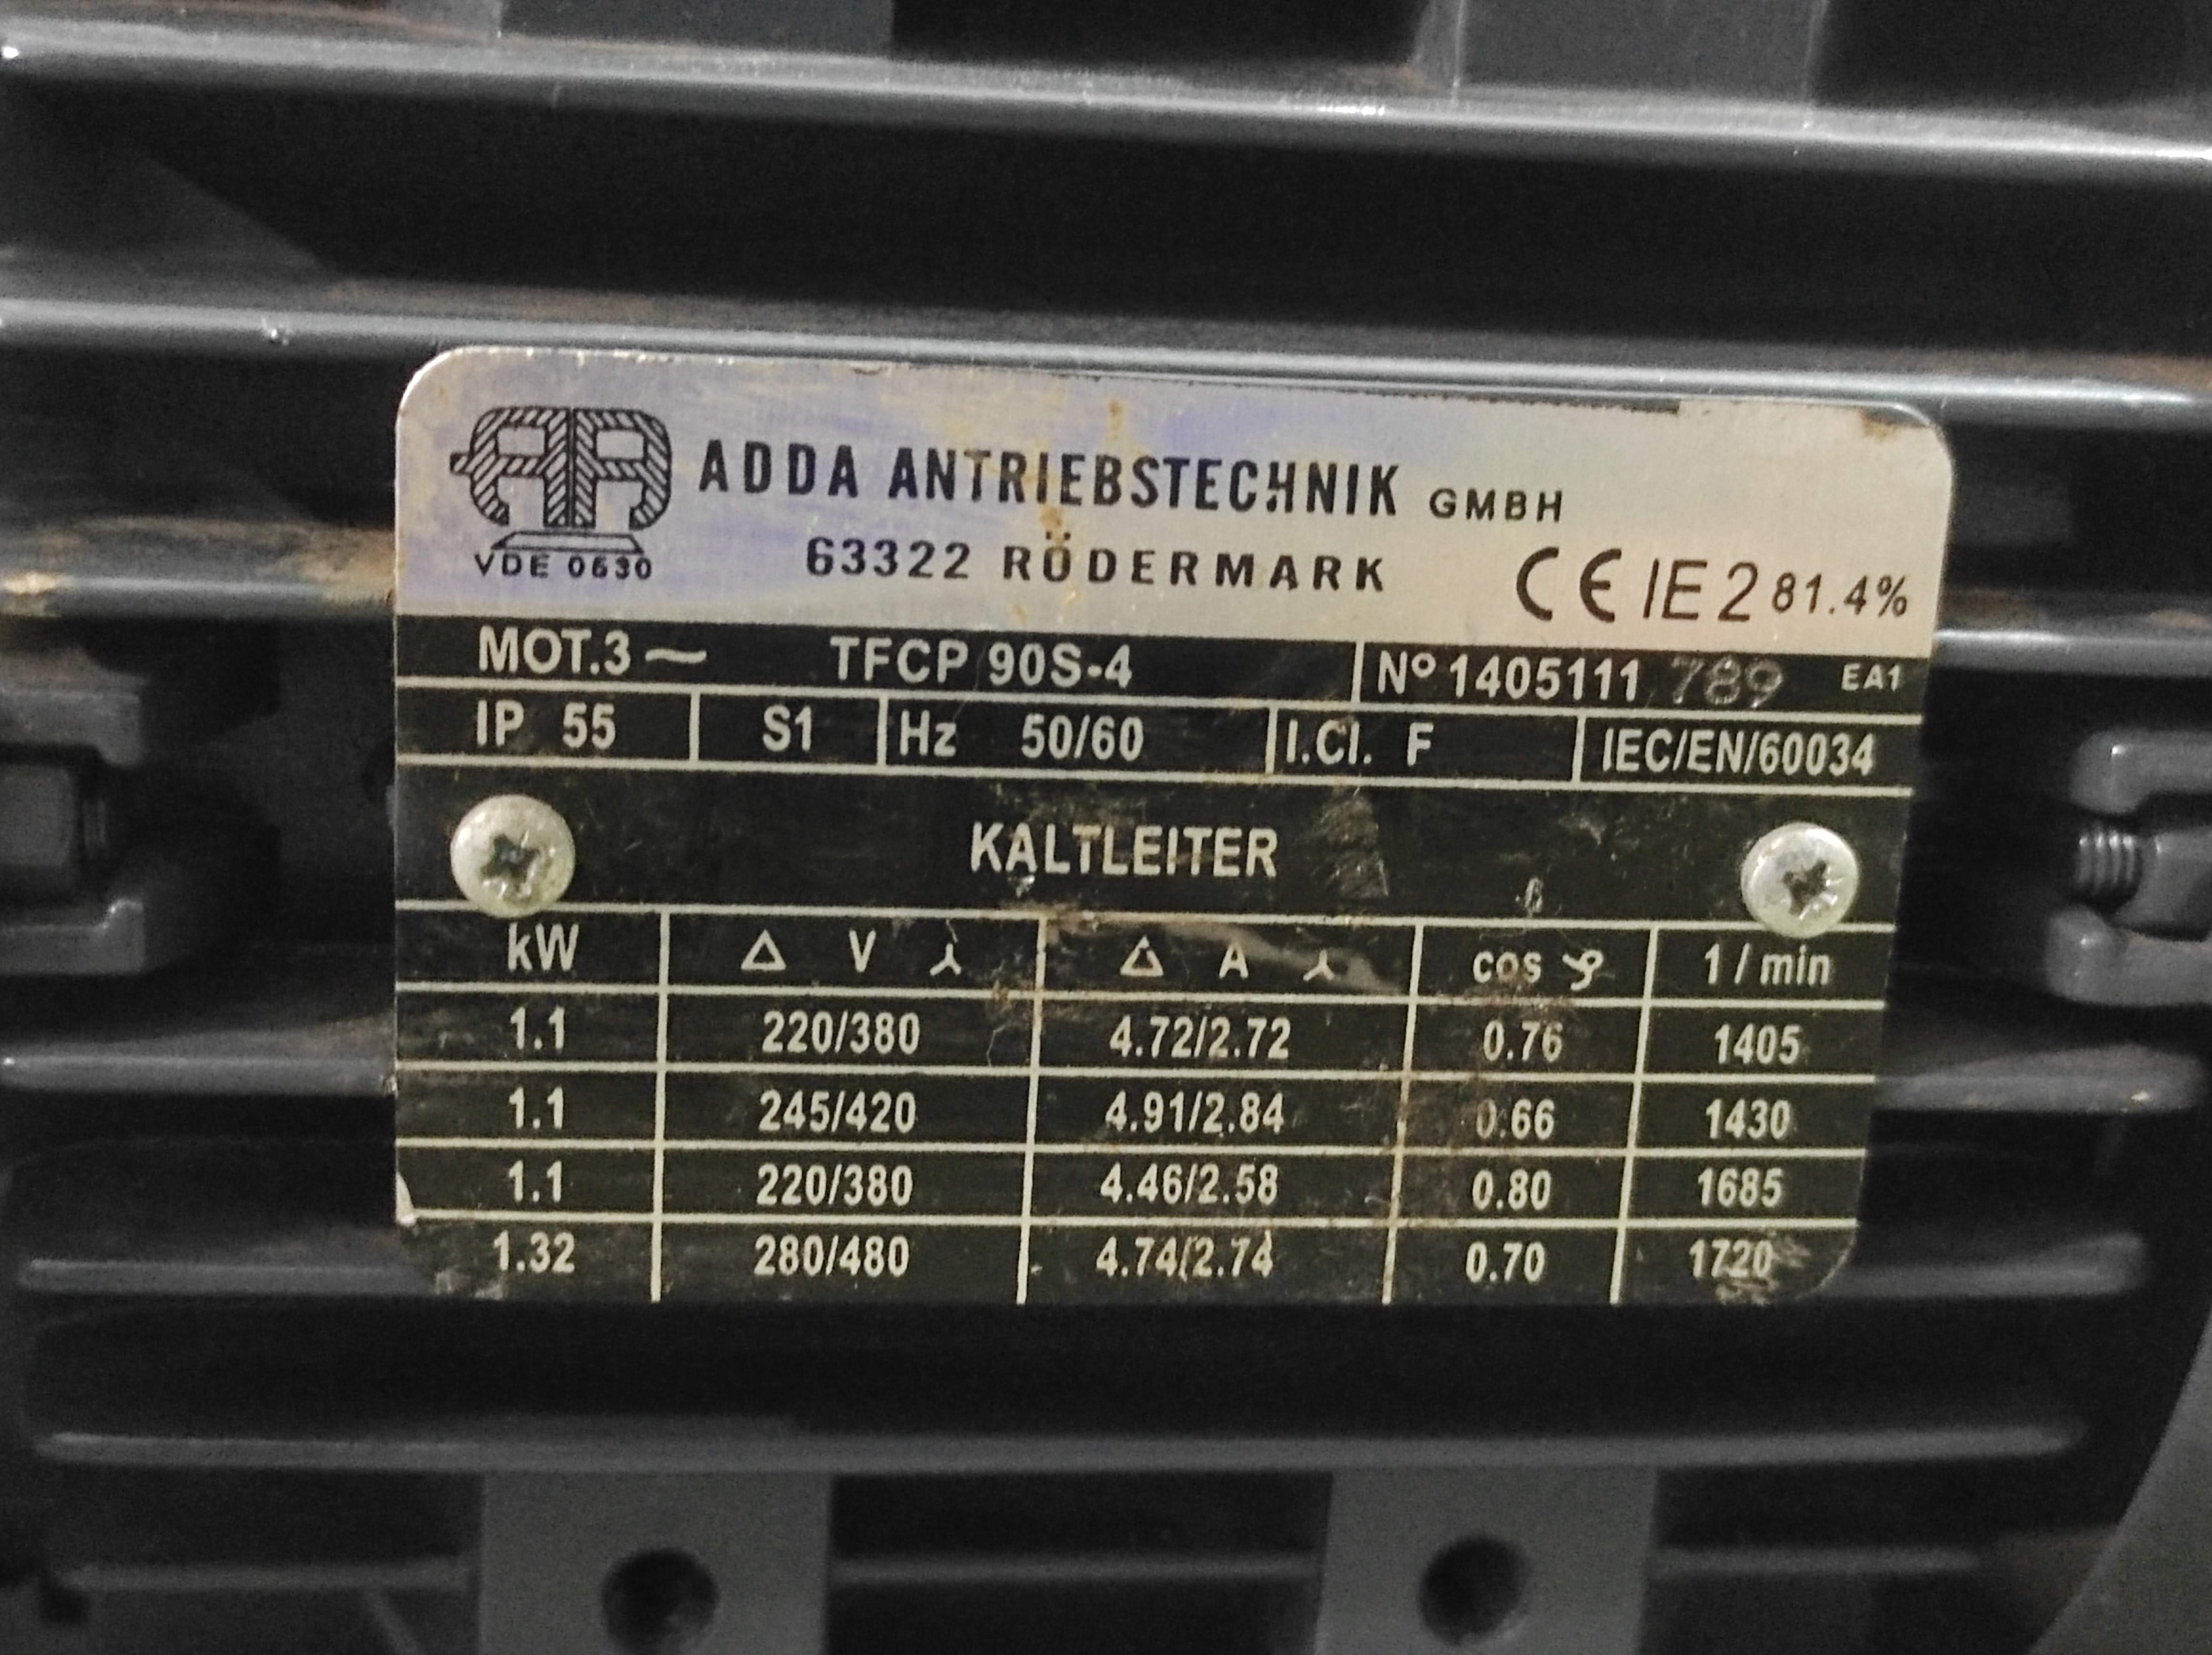 ADDA ANTRIEBSTECHNIK GMBH
63322 RÖDERMARK
VDE 0530
CE IE2 81.4%
MOT.3~ TFCP 90S-4 Nº 1405111 789 EA1
IP 55 S1 Hz 50/60 I.Cl. F IEC/EN/60034
KALTLEITER
kW Δ V ⅄ Δ A ⅄ cos φ 1/min
1.1 220/380 4.72/2.72 0.76 1405
1.1 245/420 4.91/2.84 0.66 1430
1.1 220/380 4.46/2.58 0.80 1685
1.32 280/480 4.74/2.74 0.70 1720